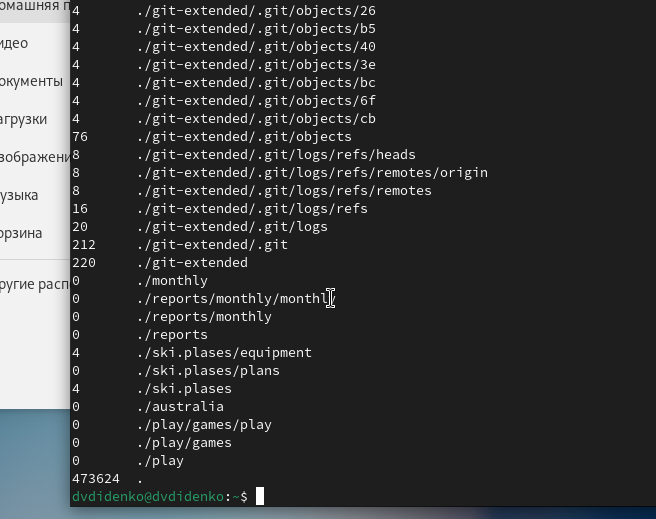 омашняя п
идео
окументы
агрузки
зображени
узыка
орзина
ругие расп
4 ./git-extended/.git/objects/26
4 ./git-extended/.git/objects/b5
4 ./git-extended/.git/objects/40
4 ./git-extended/.git/objects/3e
4 ./git-extended/.git/objects/bc
4 ./git-extended/.git/objects/6f
4 ./git-extended/.git/objects/cb
76 ./git-extended/.git/objects
8 ./git-extended/.git/logs/refs/heads
8 ./git-extended/.git/logs/refs/remotes/origin
8 ./git-extended/.git/logs/refs/remotes
16 ./git-extended/.git/logs/refs
20 ./git-extended/.git/logs
212 ./git-extended/.git
220 ./git-extended
0 ./monthly
0 ./reports/monthly/monthly
0 ./reports/monthly
0 ./reports
4 ./ski.plases/equipment
0 ./ski.plases/plans
4 ./ski.plases
0 ./australia
0 ./play/games/play
0 ./play/games
0 ./play
473624 .
dvdidenko@dvdidenko:~$